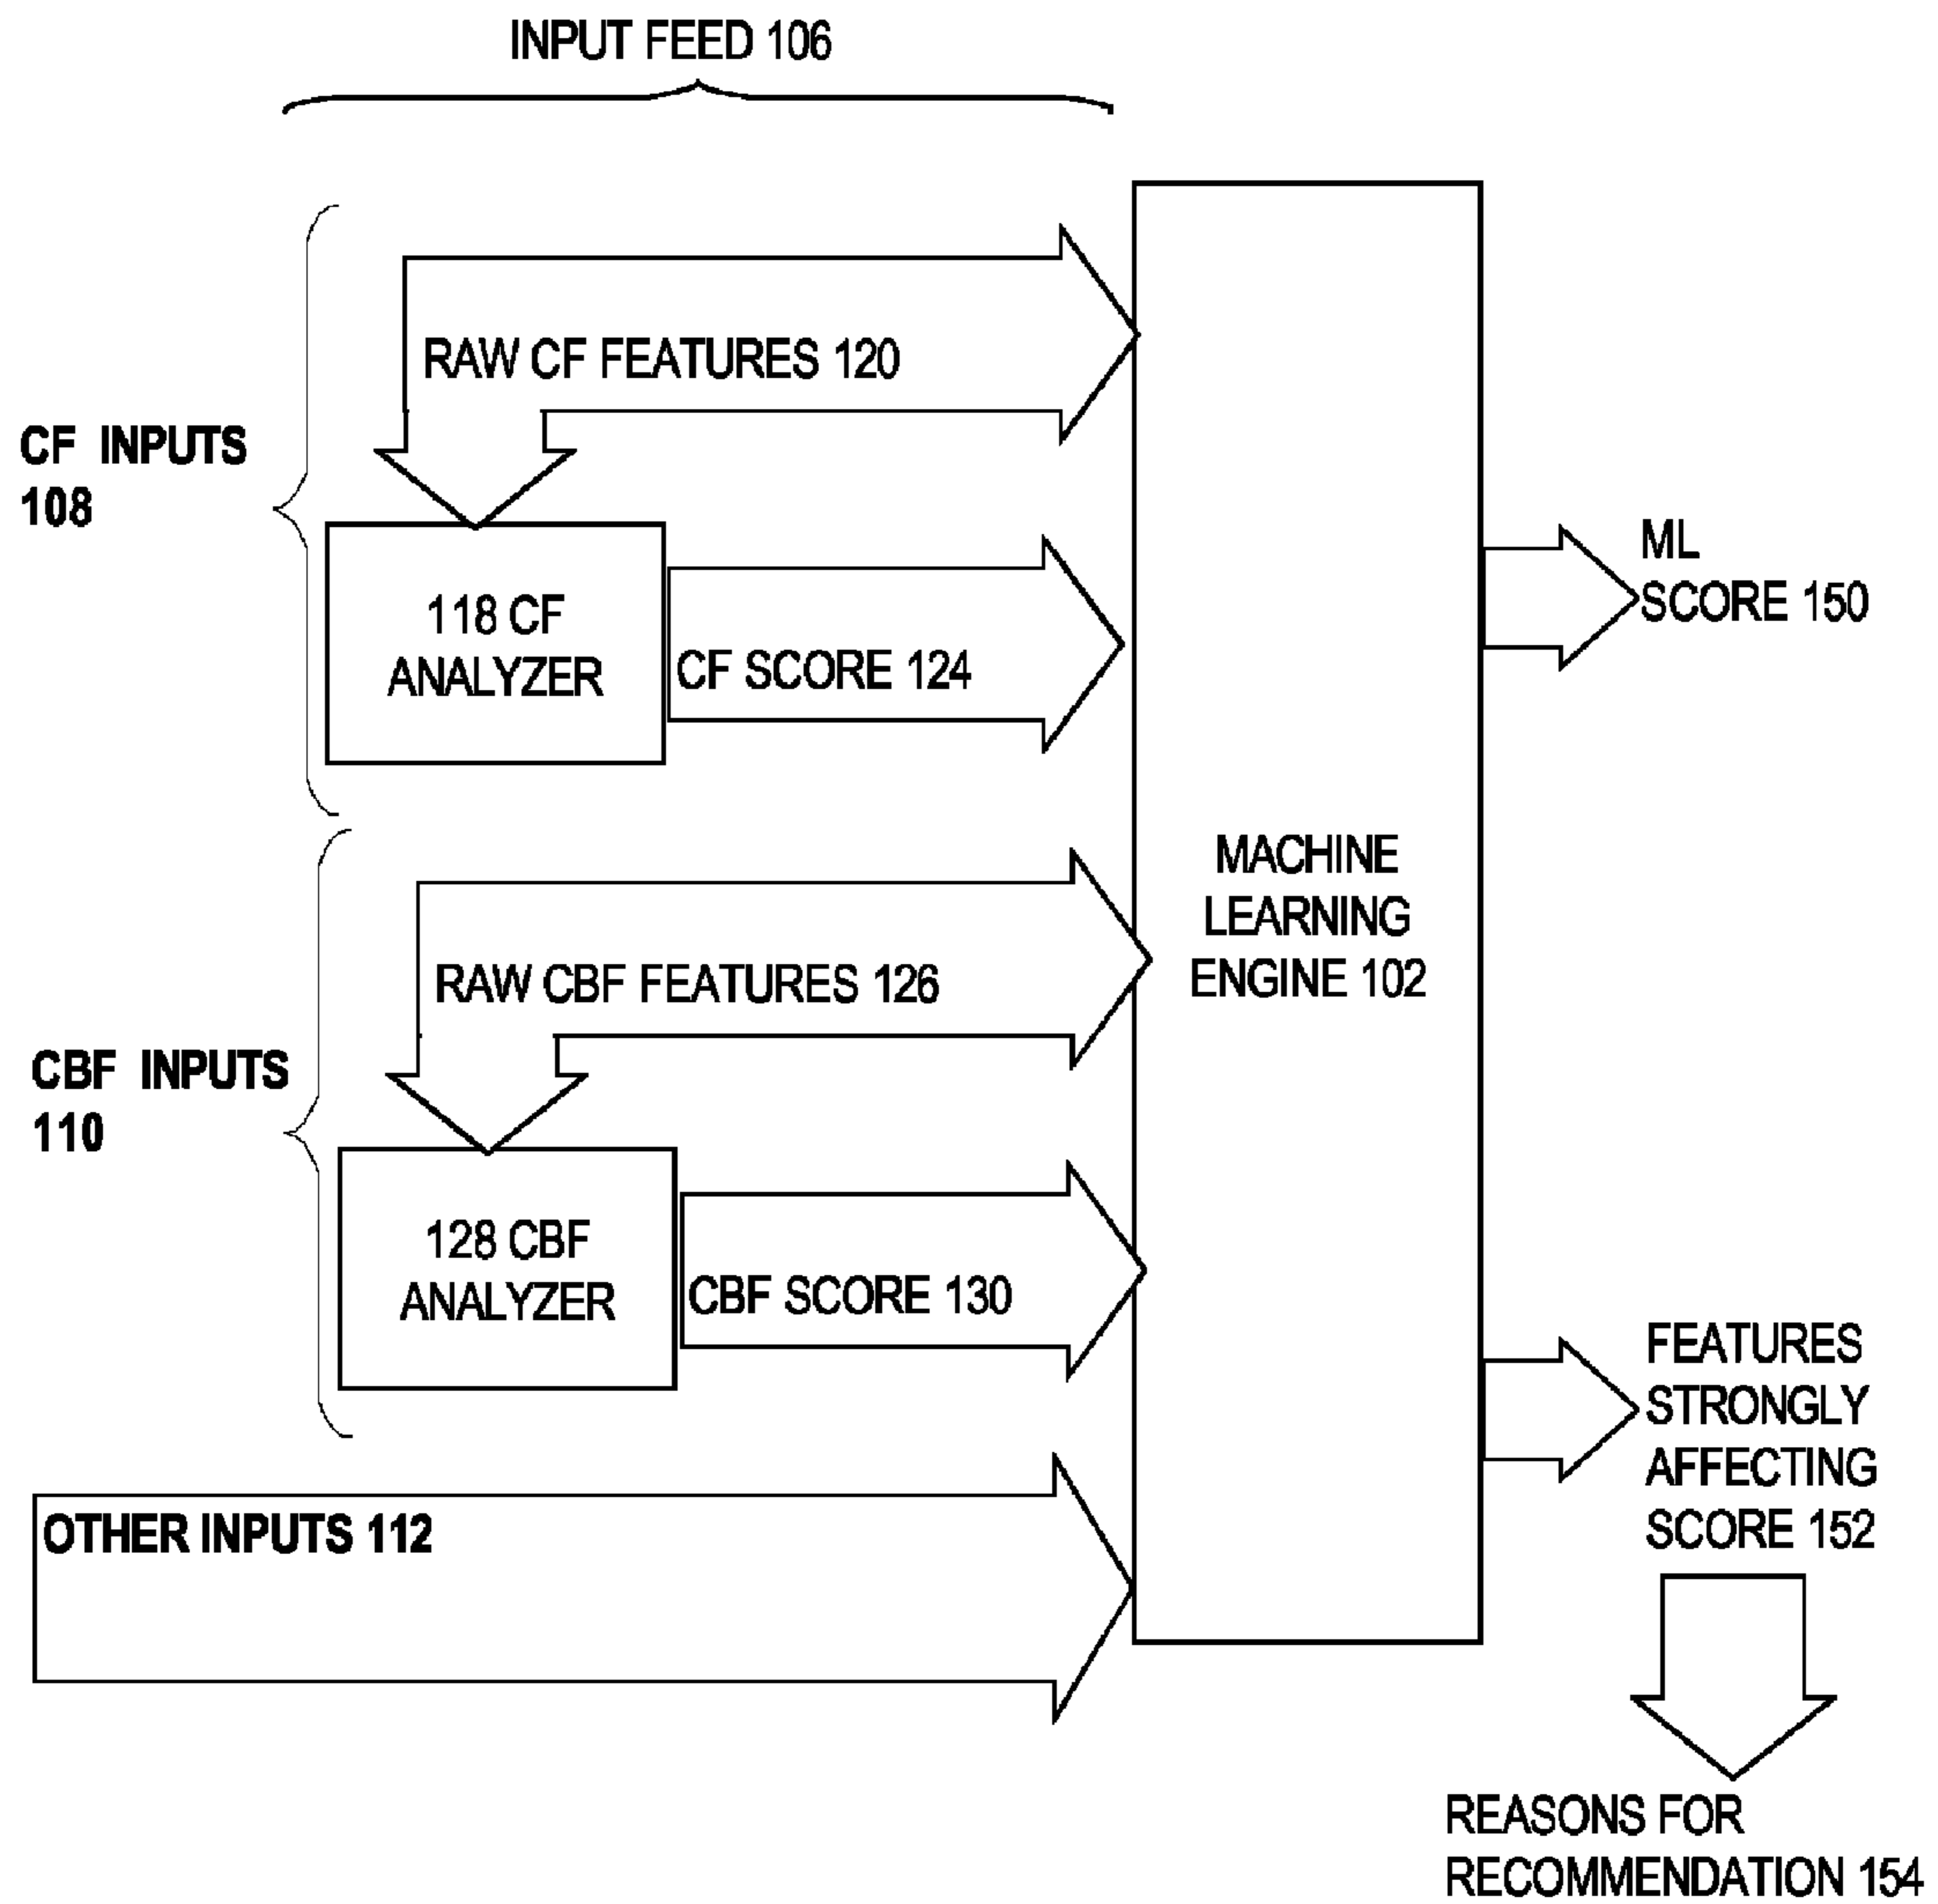 INPUT FEED 106
RAW CF FEATURES 120
CF INPUTS
108
118 CF
ANALYZER
CF SCORE 124
ML
SCORE 150
MACHINE
LEARNING
ENGINE 102
RAW CBF FEATURES 126
CBF INPUTS
110
128 CBF
ANALYZER
CBF SCORE 130
FEATURES
STRONGLY
AFFECTING
SCORE 152
OTHER INPUTS 112
REASONS FOR
RECOMMENDATION 154